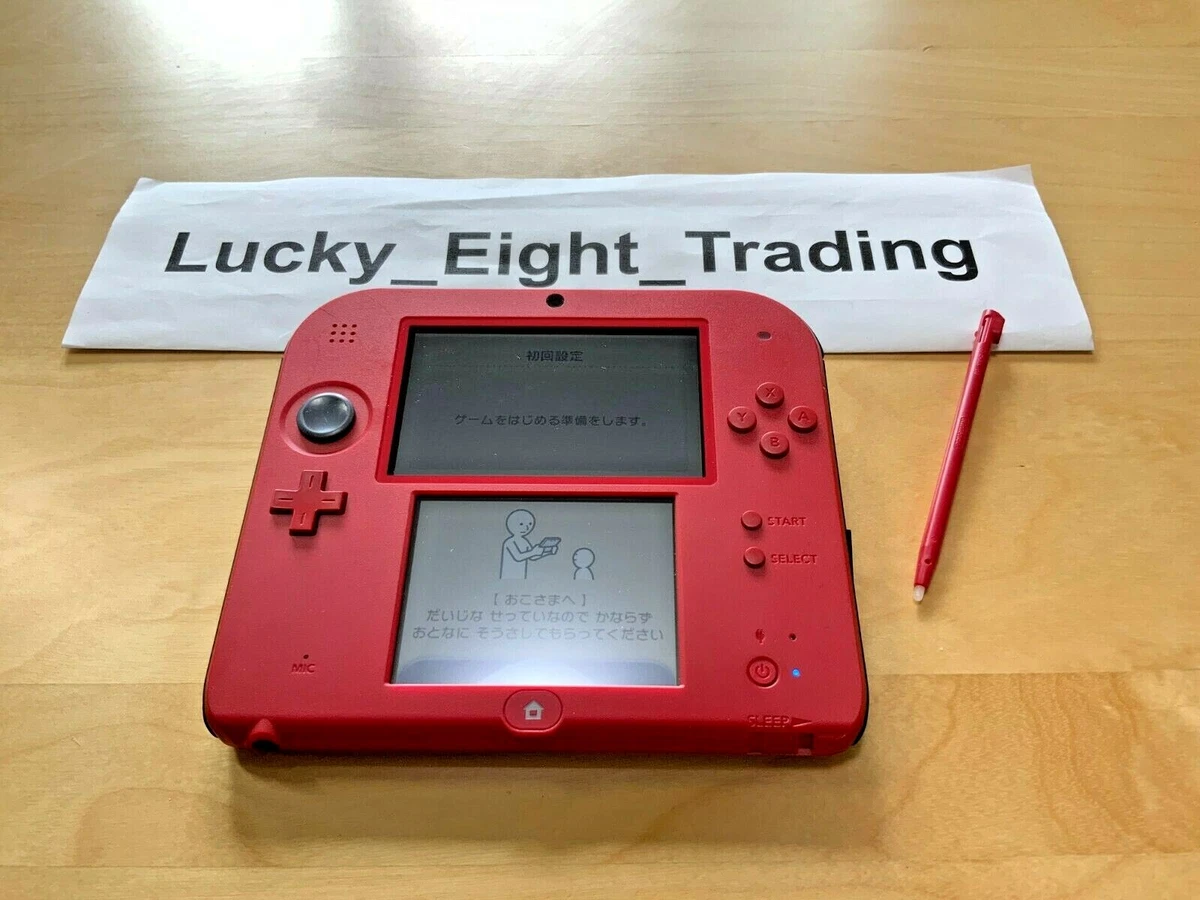 Lucky_Eight_Trading
初回設定
ゲームをはじめる準備をします。
X
Y
A
B
START
SELECT
【 おこさまへ 】
だいじな せっていなので かならず
おとなに そうさしてもらってください
MIC
SLEEP